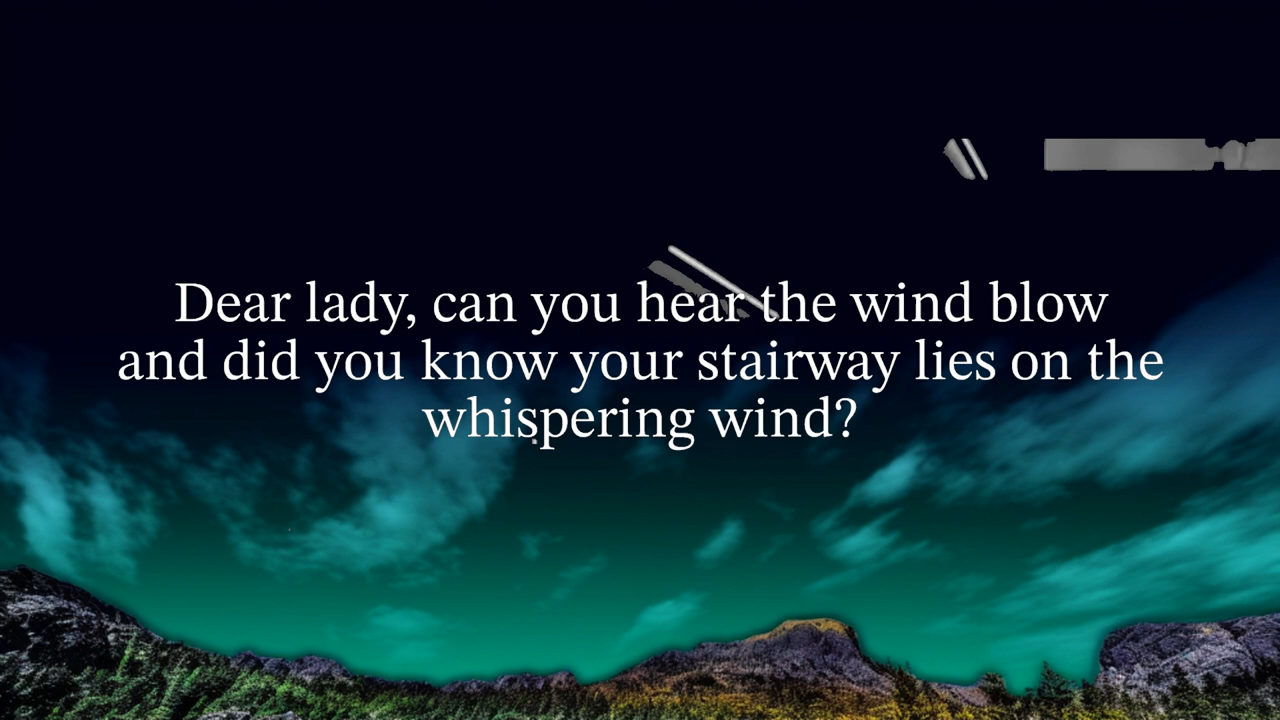 Dear lady, can you hear the wind blow
and did you know your stairway lies on the
whispering wind?